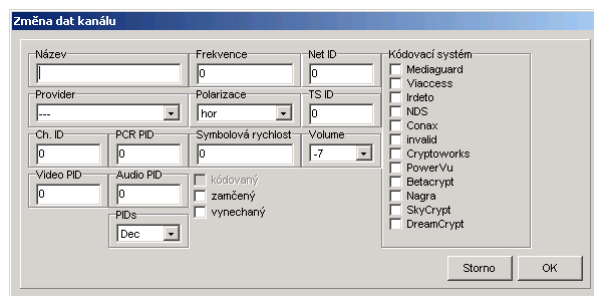 Změna dat kanálu
Název
Frekvence
Net ID
0
0
Provider
Polarizace
TS ID
---
hor
0
Ch. ID
PCR PID
Symbolová rychlost
Volume
0
0
0
-7
Video PID
Audio PID
0
0
kódovaný
zamčený
vynechaný
PIDs
Dec
Kódovací systém
Mediaguard
Viaccess
Irdeto
NDS
Conax
invalid
Cryptoworks
PowerVu
Betacrypt
Nagra
SkyCrypt
DreamCrypt
Storno
OK